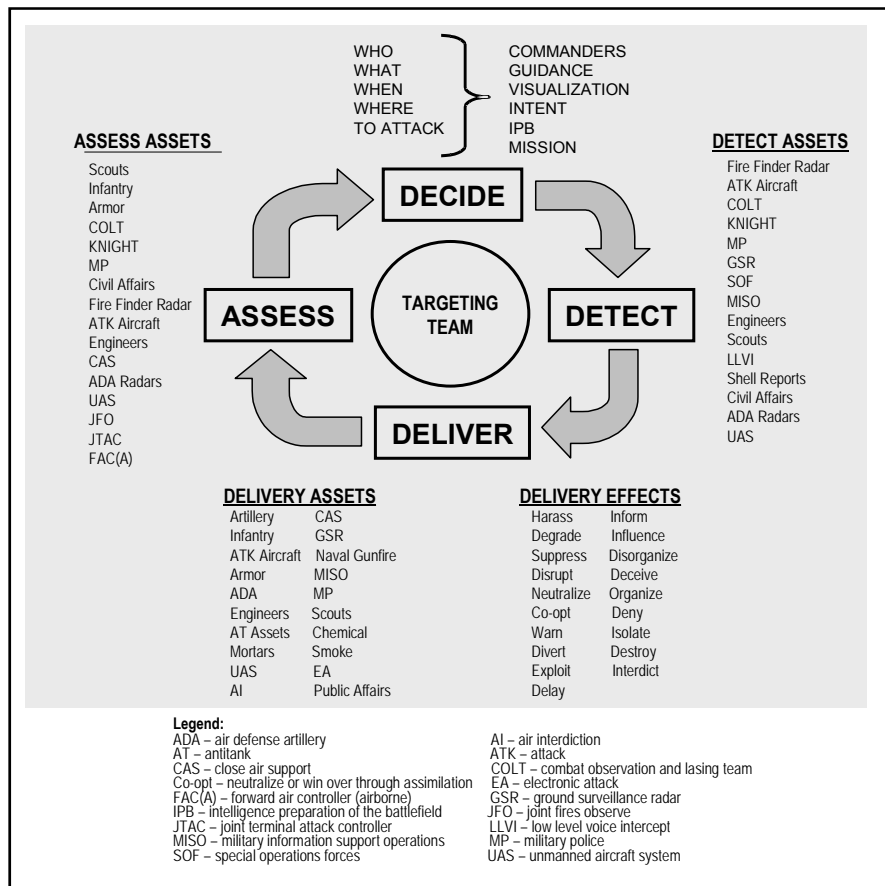 WHO
WHAT
WHEN
WHERE
TO ATTACK
COMMANDERS
GUIDANCE
VISUALIZATION
INTENT
IPB
MISSION
ASSESS ASSETS
Scouts
Infantry
Armor
COLT
KNIGHT
MP
Civil Affairs
Fire Finder Radar
ATK Aircraft
Engineers
CAS
ADA Radars
UAS
JFO
JTAC
FAC(A)
DECIDE
ASSESS
TARGETING
TEAM
DETECT
DELIVER
DETECT ASSETS
Fire Finder Radar
ATK Aircraft
COLT
KNIGHT
MP
GSR
SOF
MISO
Engineers
Scouts
LLVI
Shell Reports
Civil Affairs
ADA Radars
UAS
DELIVERY ASSETS
Artillery CAS
Infantry GSR
ATK Aircraft Naval Gunfire
Armor MISO
ADA MP
Engineers Scouts
AT Assets Chemical
Mortars Smoke
UAS EA
AI Public Affairs
DELIVERY EFFECTS
Harass Inform
Degrade Influence
Suppress Disorganize
Disrupt Deceive
Neutralize Organize
Co-opt Deny
Warn Isolate
Divert Destroy
Exploit Interdict
Delay
Legend:
ADA – air defense artillery
AT – antitank
CAS – close air support
Co-opt – neutralize or win over through assimilation
FAC(A) – forward air controller (airborne)
IPB – intelligence preparation of the battlefield
JTAC – joint terminal attack controller
MISO – military information support operations
SOF – special operations forces
AI – air interdiction
ATK – attack
COLT – combat observation and lasing team
EA – electronic attack
GSR – ground surveillance radar
JFO – joint fires observe
LLVI – low level voice intercept
MP – military police
UAS – unmanned aircraft system